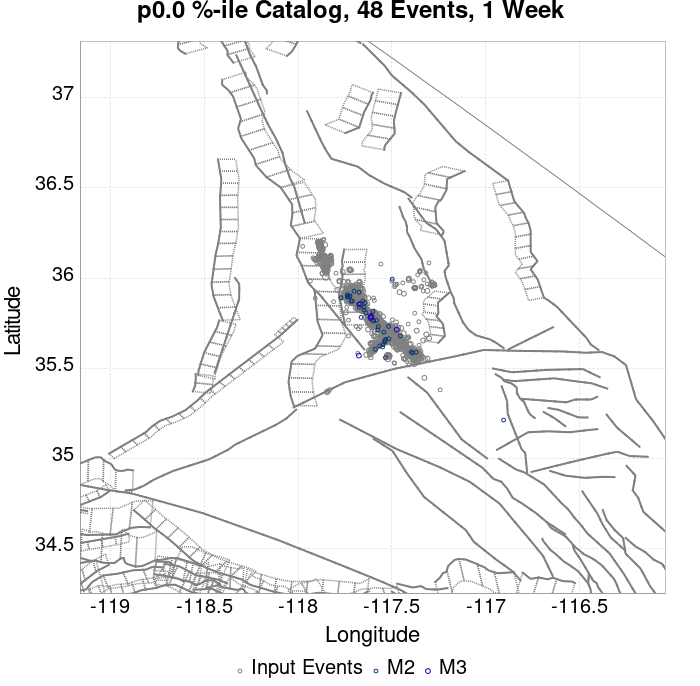 p0.0 %-ile Catalog, 48 Events, 1 Week
Latitude
37
36.5
36
35.5
35
34.5
-119 -118.5 -118 -117.5 -117 -116.5
Longitude
Input Events M2 M3